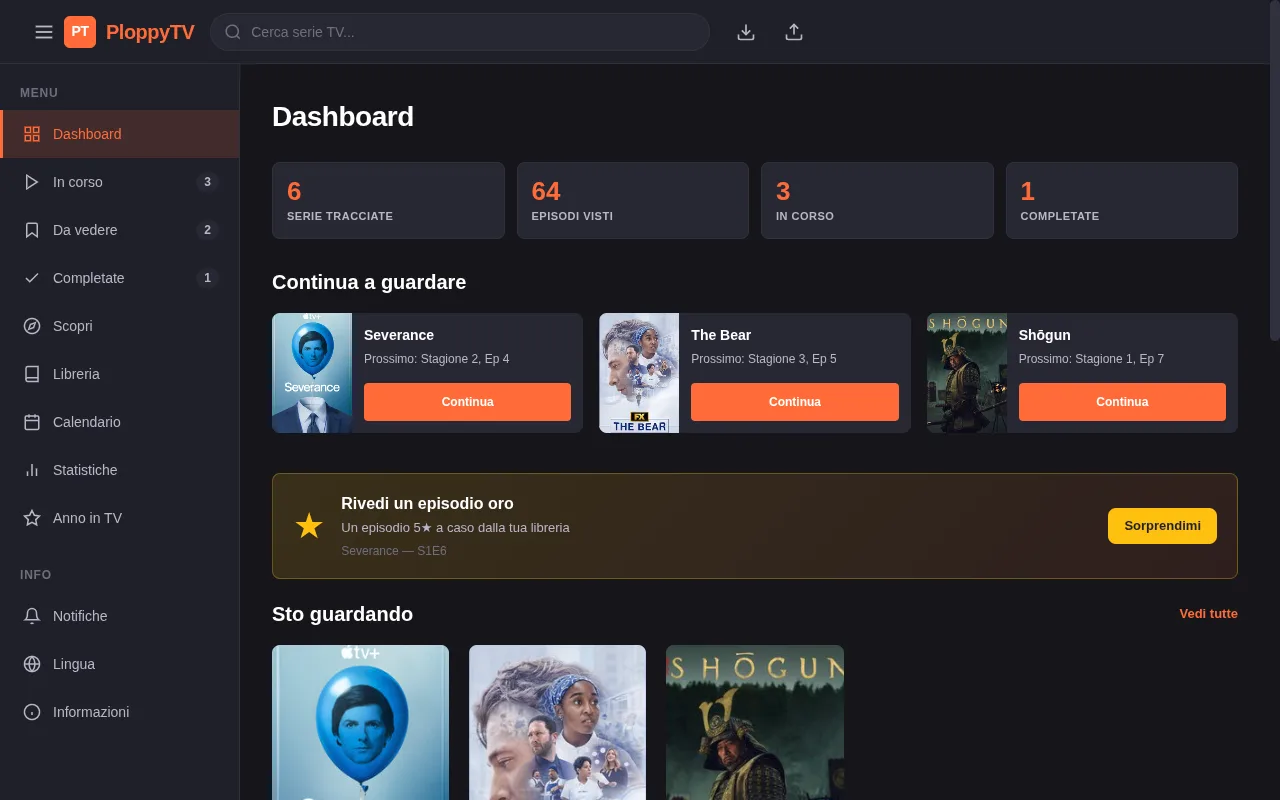 PT PloppyTV
Cerca serie TV...
MENU
Dashboard
In corso 3
Da vedere 2
Completate 1
Scopri
Libreria
Calendario
Statistiche
Anno in TV
INFO
Notifiche
Lingua
Informazioni
Dashboard
6
SERIE TRACCIATE
64
EPISODI VISTI
3
IN CORSO
1
COMPLETATE
Continua a guardare
tv+
Severance
Severance
Prossimo: Stagione 2, Ep 4
Continua
FX
THE BEAR
The Bear
Prossimo: Stagione 3, Ep 5
Continua
SHŌGUN
Shōgun
Prossimo: Stagione 1, Ep 7
Continua
Rivedi un episodio oro
Un episodio 5★ a caso dalla tua libreria
Severance — S1E6
Sorprendimi
Sto guardando
Vedi tutte
tv+
SHŌGUN